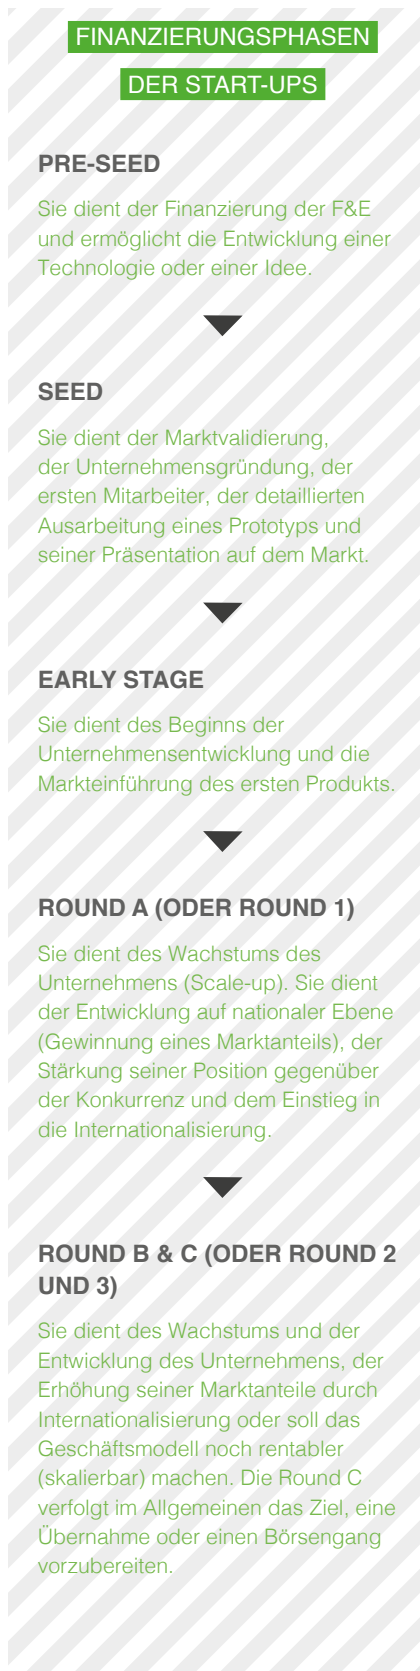 FINANZIERUNGSPHASEN
DER START-UPS
PRE-SEED
Sie dient der Finanzierung der F&E
und ermöglicht die Entwicklung einer
Technologie oder einer Idee.
SEED
Sie dient der Marktvalidierung,
der Unternehmensgründung, der
ersten Mitarbeiter, der detaillierten
Ausarbeitung eines Prototyps und
seiner Präsentation auf dem Markt.
EARLY STAGE
Sie dient des Beginns der
Unternehmensentwicklung und die
Markteinführung des ersten Produkts.
ROUND A (ODER ROUND 1)
Sie dient des Wachstums des
Unternehmens (Scale-up). Sie dient
der Entwicklung auf nationaler Ebene
(Gewinnung eines Marktanteils), der
Stärkung seiner Position gegenüber
der Konkurrenz und dem Einstieg in
die Internationalisierung.
ROUND B & C (ODER ROUND 2
UND 3)
Sie dient des Wachstums und der
Entwicklung des Unternehmens, der
Erhöhung seiner Marktanteile durch
Internationalisierung oder soll das
Geschäftsmodell noch rentabler
(skalierbar) machen. Die Round C
verfolgt im Allgemeinen das Ziel, eine
Übernahme oder einen Börsengang
vorzubereiten.